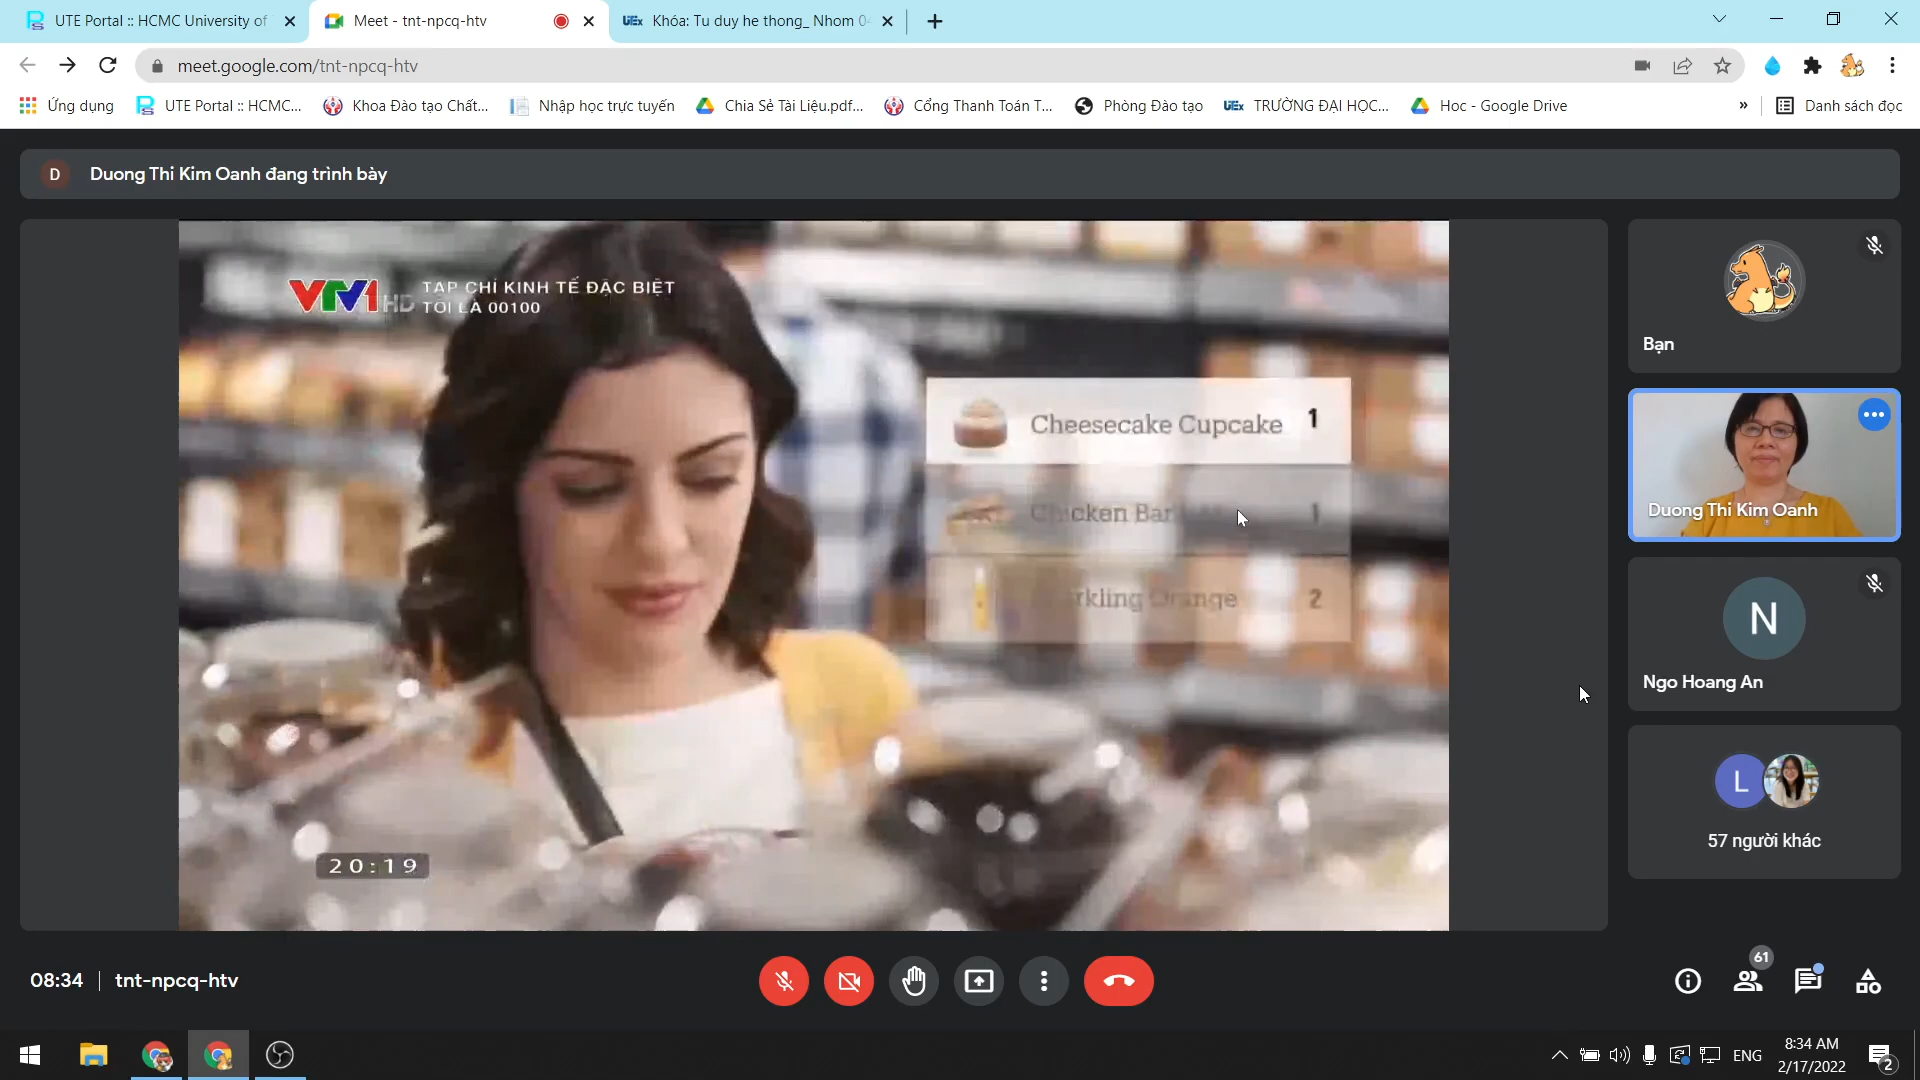 UTE Portal :: HCMC University of
Meet - tnt-npcq-htv
UEx Khóa: Tu duy he thong_ Nhom 04
meet.google.com/tnt-npcq-htv
Ứng dụng
UTE Portal :: HCMC...
Khoa Đào tạo Chất...
Nhập học trực tuyến
Chia Sẻ Tài Liệu.pdf...
Cổng Thanh Toán T...
Phòng Đào tạo
UEx TRƯỜNG ĐẠI HỌC...
Hoc - Google Drive
»
Danh sách đọc
D Duong Thi Kim Oanh đang trình bày
VTV1 HD
TẠP CHÍ KINH TẾ ĐẶC BIỆT
TÔI LÀ 00100
Cheesecake Cupcake 1
Chicken 1
Orange 2
20:19
Bạn
Duong Thi Kim Oanh
N
Ngo Hoang An
L
57 người khác
08:34 | tnt-npcq-htv
61
ENG
8:34 AM
2/17/2022
2